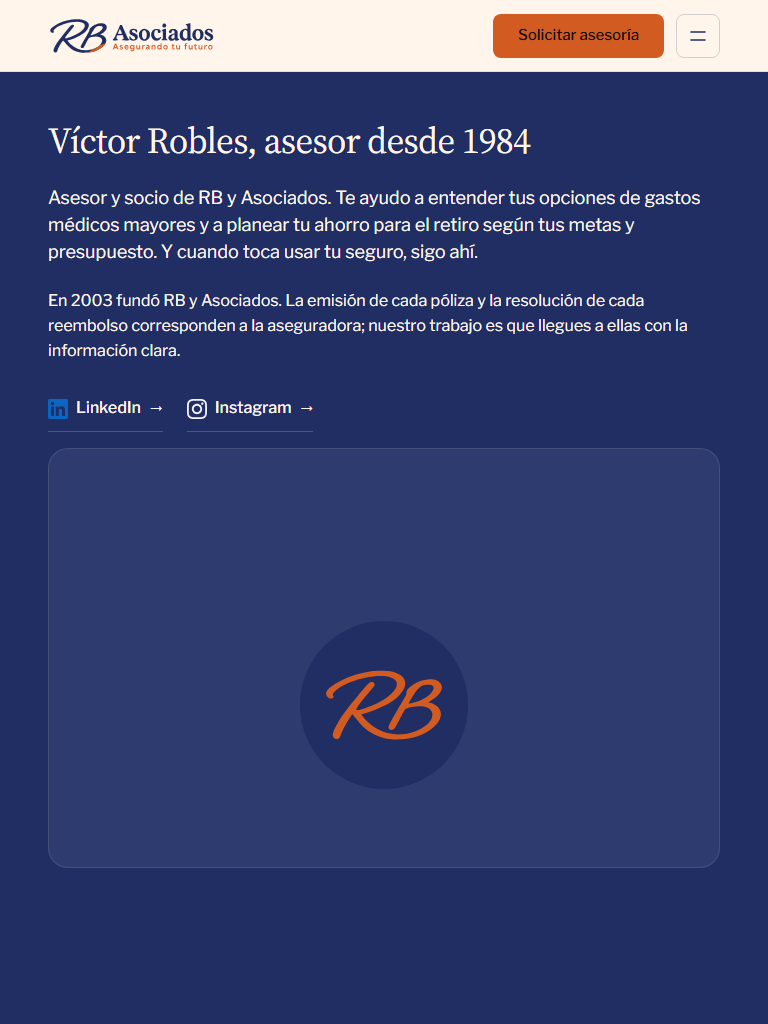 RB Asociados
Asegurando tu futuro
Solicitar asesoría
Víctor Robles, asesor desde 1984
Asesor y socio de RB y Asociados. Te ayudo a entender tus opciones de gastos
médicos mayores y a planear tu ahorro para el retiro según tus metas y
presupuesto. Y cuando toca usar tu seguro, sigo ahí.
En 2003 fundó RB y Asociados. La emisión de cada póliza y la resolución de cada
reembolso corresponden a la aseguradora; nuestro trabajo es que llegues a ellas con la
información clara.
in LinkedIn → Instagram →
RB